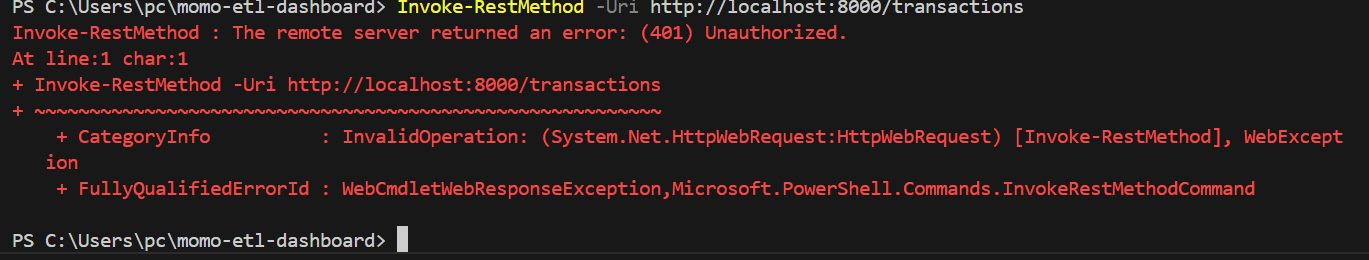 PS C:\Users\pc\momo-etl-dashboard> Invoke-RestMethod -Uri http://localhost:8000/transactions
Invoke-RestMethod : The remote server returned an error: (401) Unauthorized.
At line:1 char:1
+ Invoke-RestMethod -Uri http://localhost:8000/transactions
+ ~~~~~~~~~~~~~~~~~~~~~~~~~~~~~~~~~~~~~~~~~~~~~~~~~~~~~~~~~
    + CategoryInfo          : InvalidOperation: (System.Net.HttpWebRequest:HttpWebRequest) [Invoke-RestMethod], WebExcept
   ion
    + FullyQualifiedErrorId : WebCmdletWebResponseException,Microsoft.PowerShell.Commands.InvokeRestMethodCommand
PS C:\Users\pc\momo-etl-dashboard>